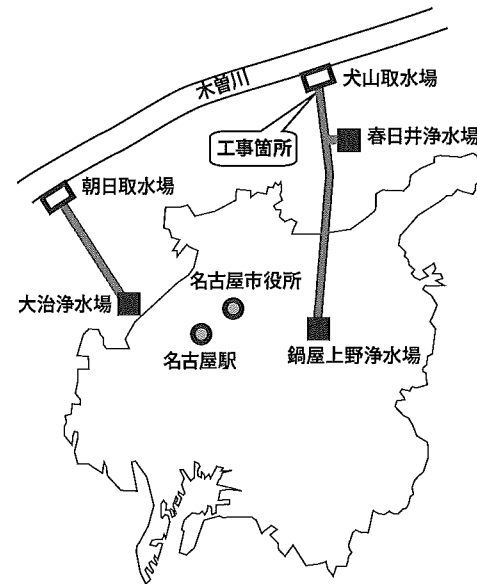 木曽川
犬山取水場
工事箇所
春日井浄水場
朝日取水場
大治浄水場
名古屋市役所
名古屋駅
鍋屋上野浄水場